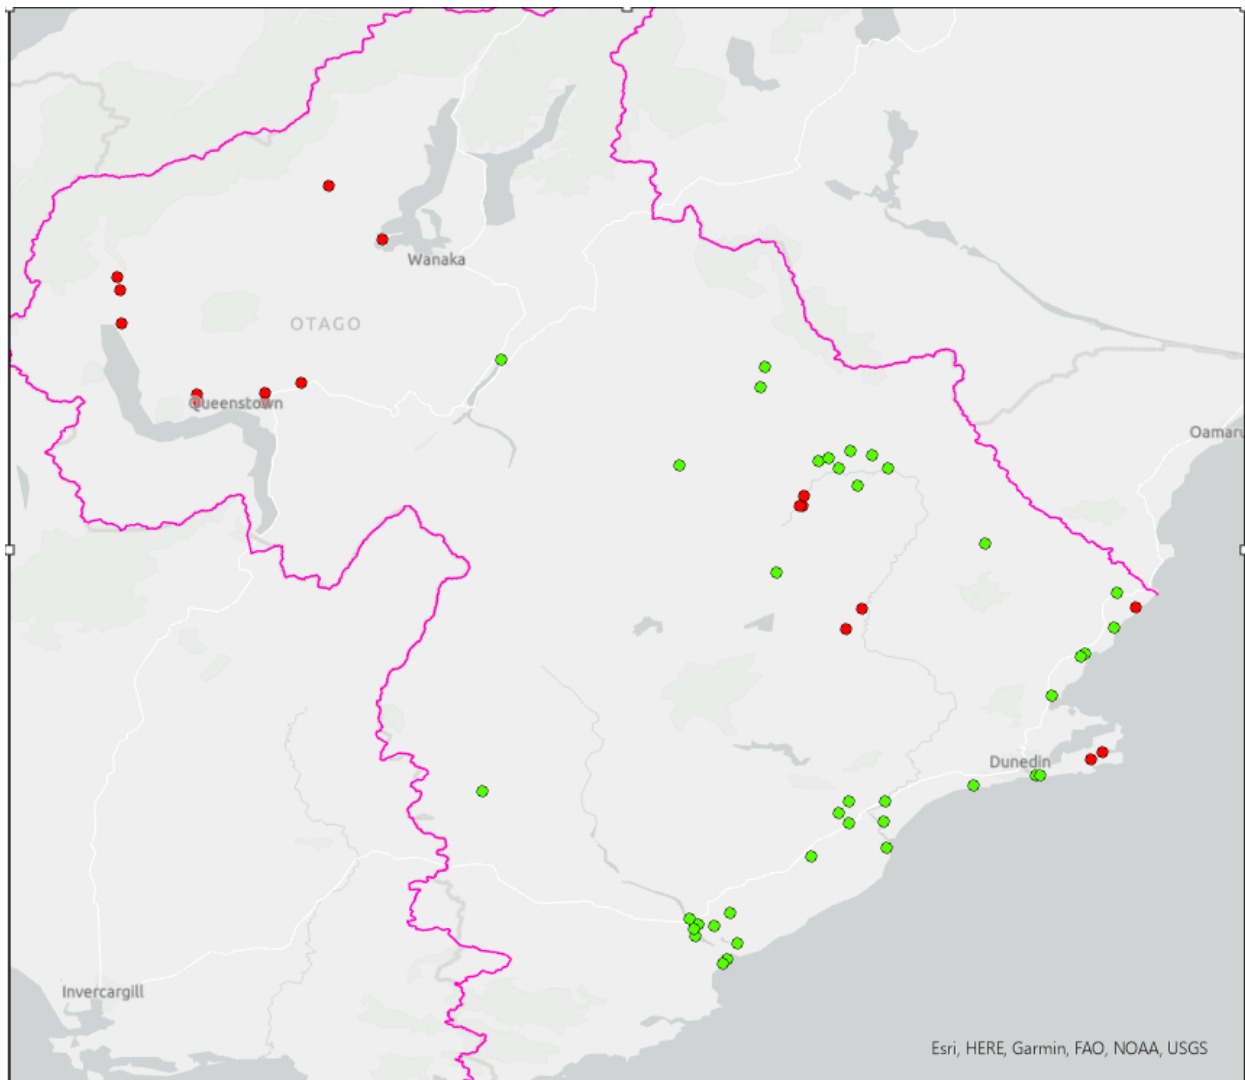 Wanaka
OTAGO
Queenstown
Oamaru
Dunedin
Invercargill
Esri, HERE, Garmin, FAO, NOAA, USGS